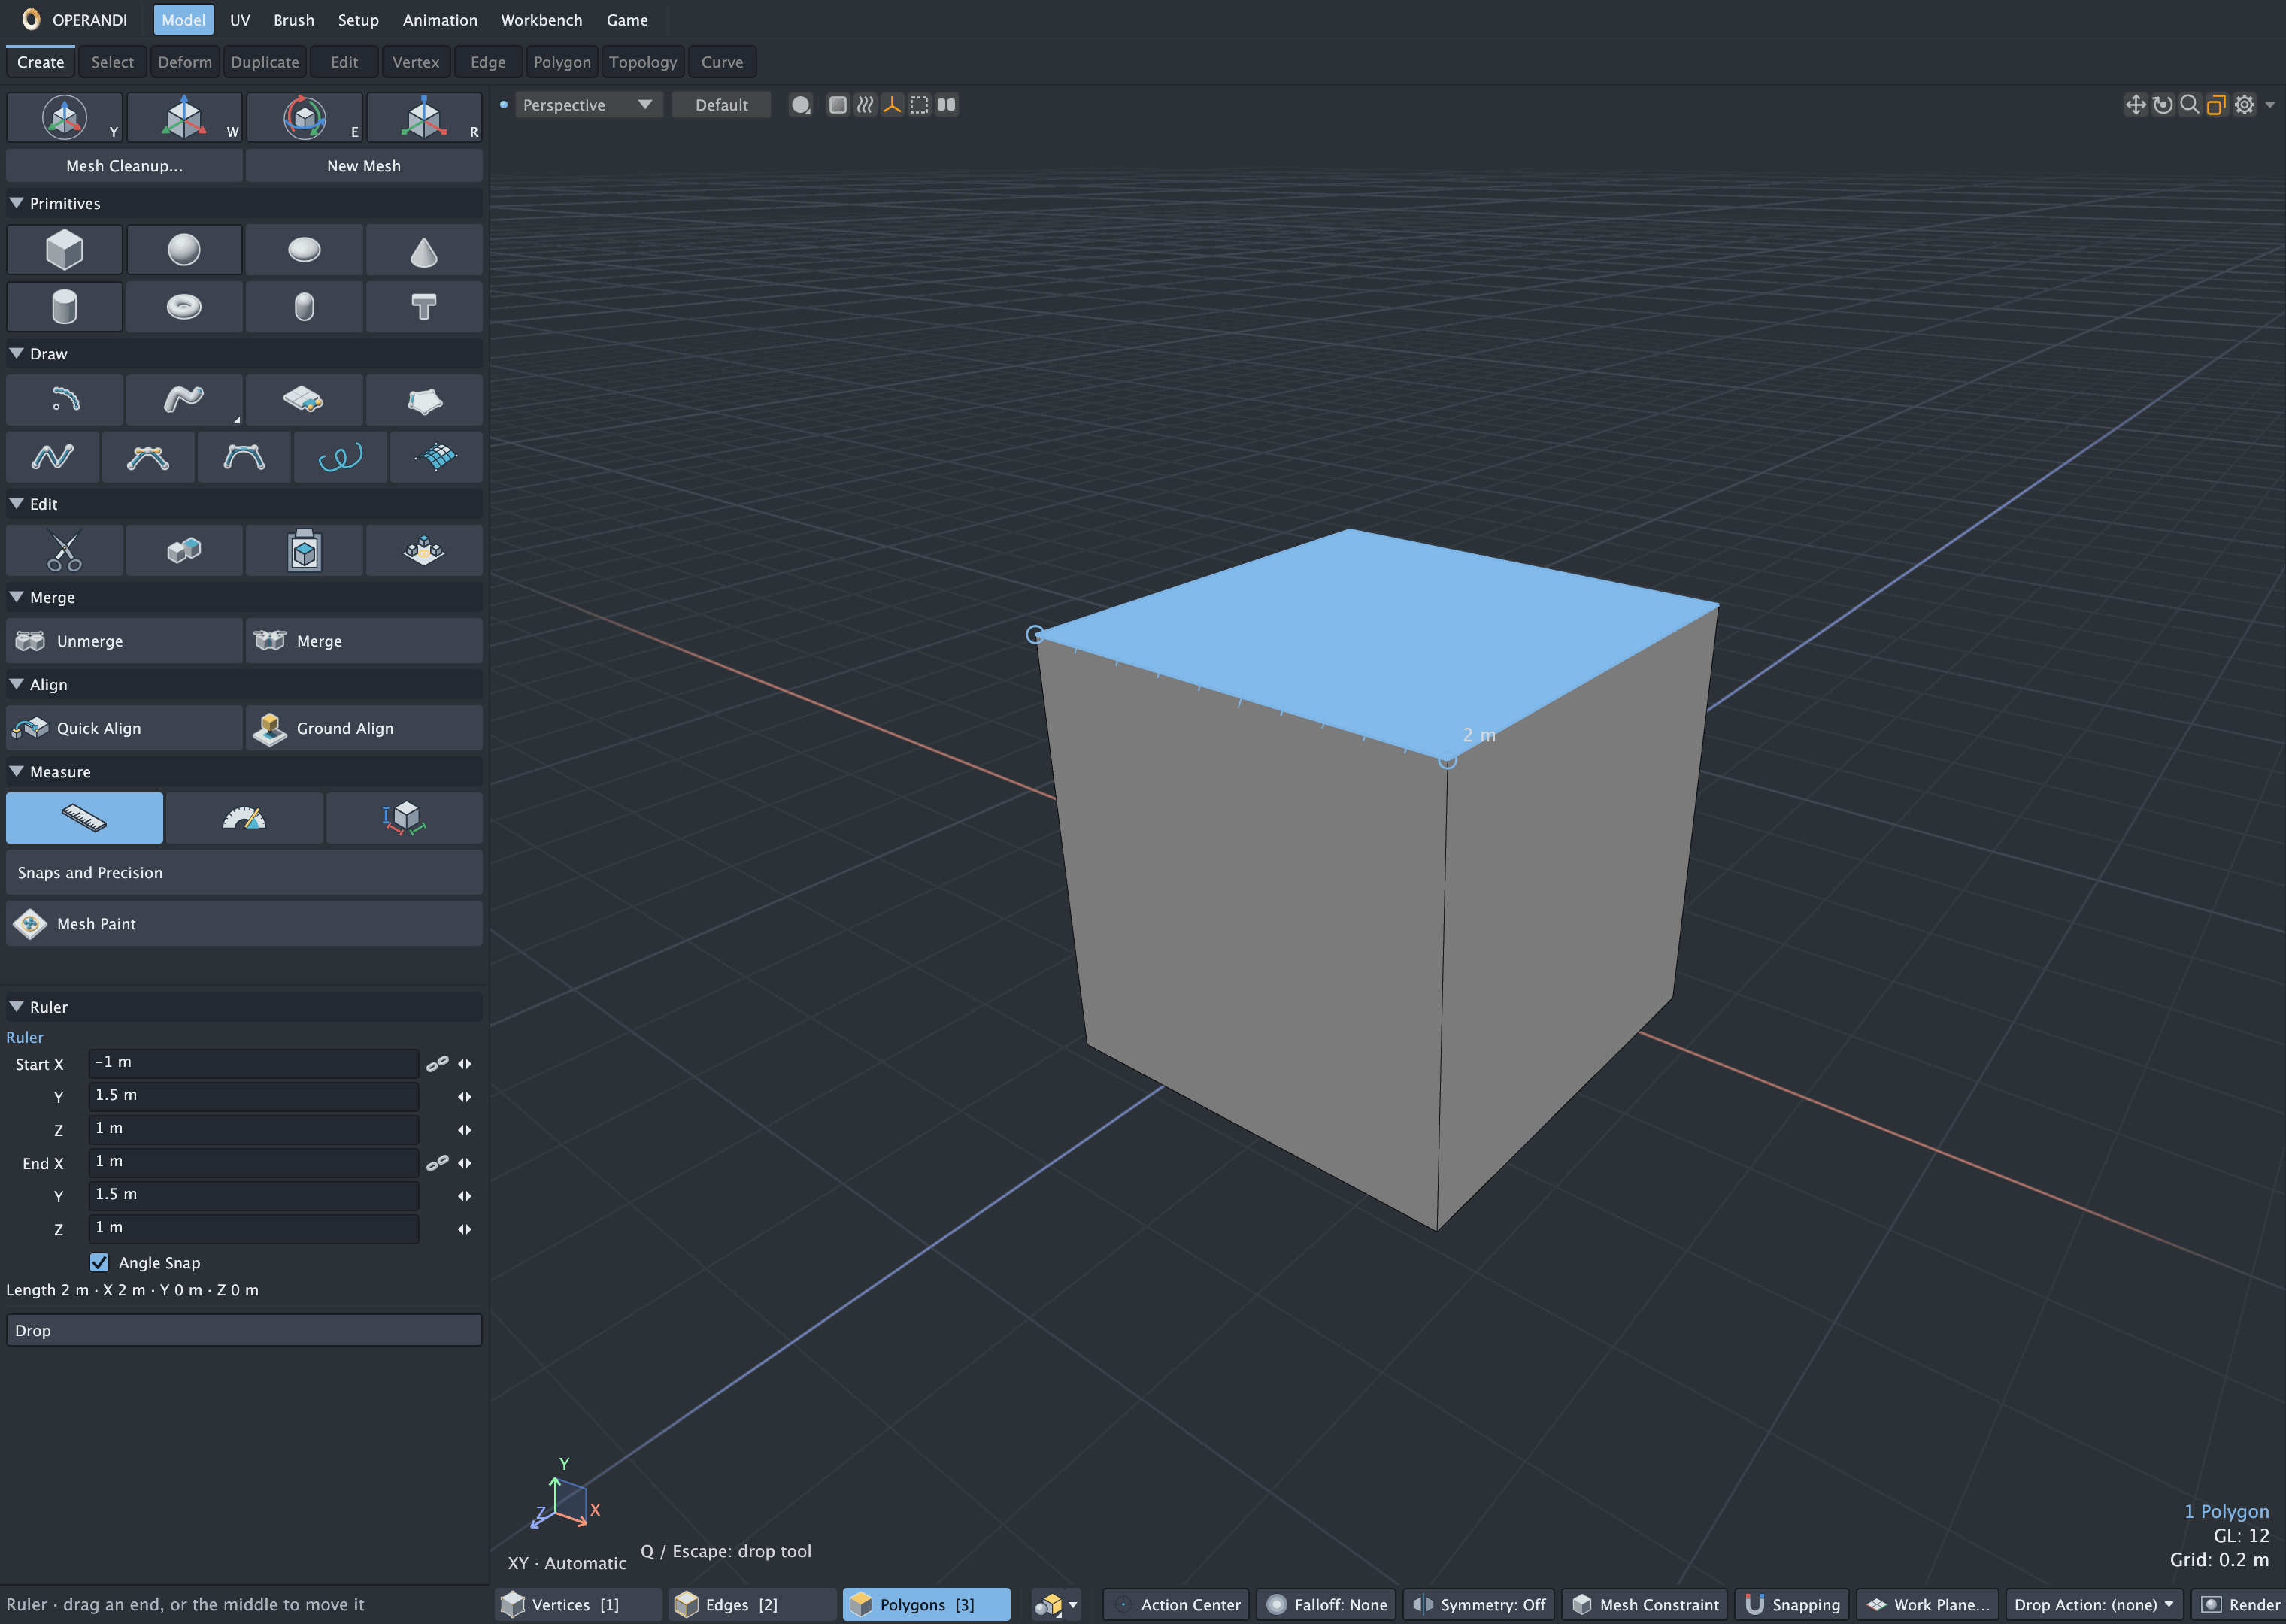 OPERANDI Model UV Brush Setup Animation Workbench Game
Create Select Deform Duplicate Edit Vertex Edge Polygon Topology Curve
Perspective Default
Y W E R
Mesh Cleanup... New Mesh
Primitives
Draw
Edit
Merge
Unmerge Merge
Align
Quick Align Ground Align
2 m
Measure
Snaps and Precision
Mesh Paint
Ruler
Ruler
Start X -1 m
Y 1.5 m
Z 1 m
End X 1 m
Y 1.5 m
Z 1 m
Angle Snap
Length 2 m · X 2 m · Y 0 m · Z 0 m
Drop
Y
Z X
XY · Automatic Q / Escape: drop tool
1 Polygon
GL: 12
Grid: 0.2 m
Ruler · drag an end, or the middle to move it Vertices [1] Edges [2] Polygons [3] Action Center Falloff: None Symmetry: Off Mesh Constraint Snapping Work Plane... Drop Action: (none) Render